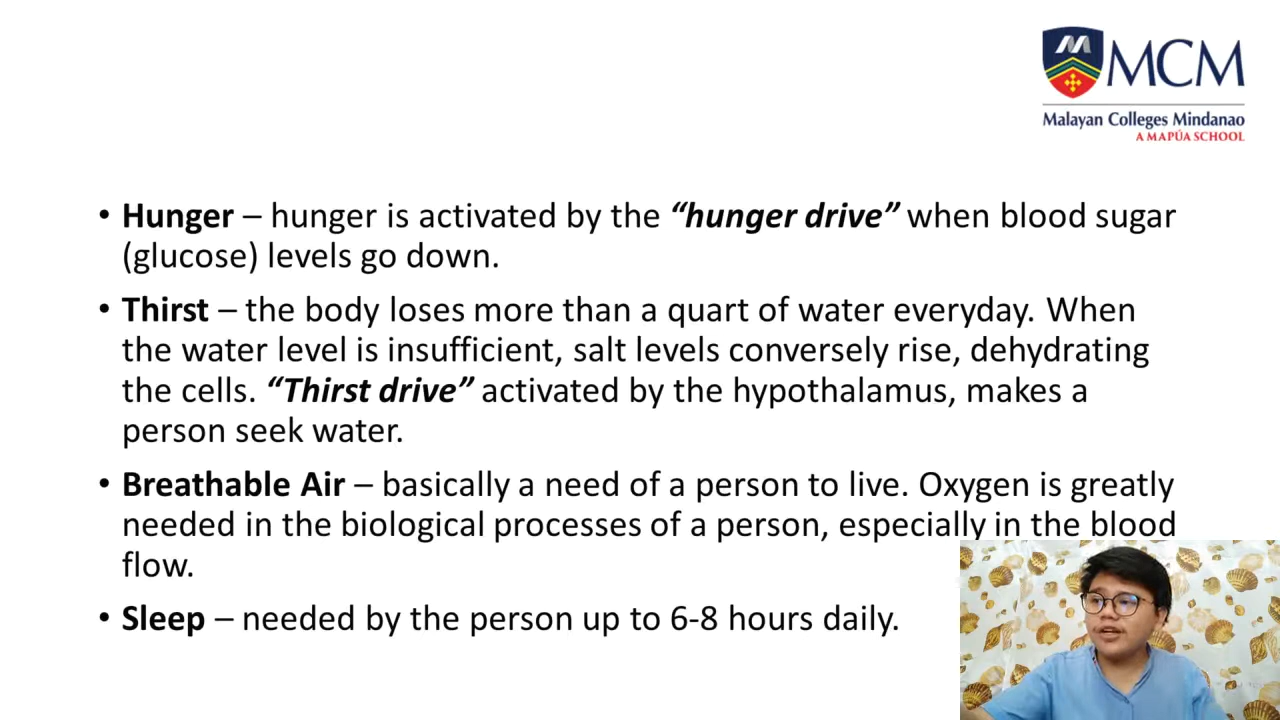 MCM
Malayan Colleges Mindanao
A MAPÚA SCHOOL
• Hunger – hunger is activated by the “hunger drive” when blood sugar
(glucose) levels go down.
• Thirst – the body loses more than a quart of water everyday. When
the water level is insufficient, salt levels conversely rise, dehydrating
the cells. “Thirst drive” activated by the hypothalamus, makes a
person seek water.
• Breathable Air – basically a need of a person to live. Oxygen is greatly
needed in the biological processes of a person, especially in the blood
flow.
• Sleep – needed by the person up to 6-8 hours daily.